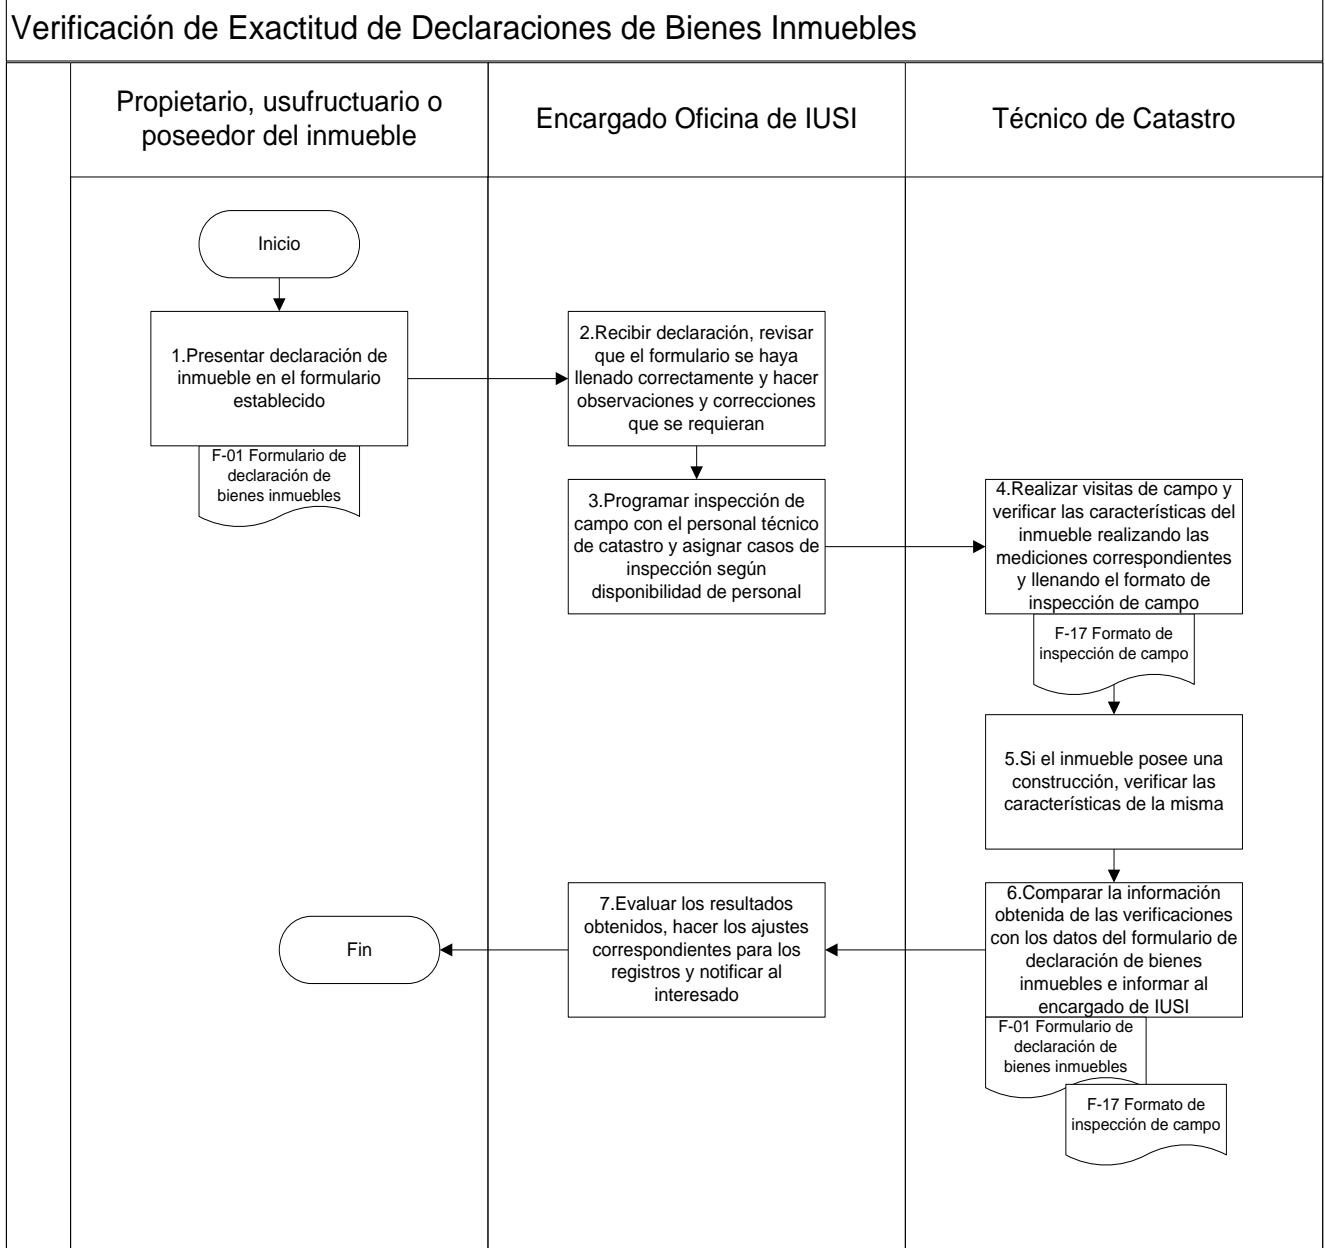 Verificación de Exactitud de Declaraciones de Bienes Inmuebles
Propietario, usufructuario o
poseedor del inmueble
Encargado Oficina de IUSI
Técnico de Catastro
Inicio
1.Presentar declaración de
inmueble en el formulario
establecido
F-01 Formulario de
declaración de
bienes inmuebles
2.Recibir declaración, revisar
que el formulario se haya
llenado correctamente y hacer
observaciones y correcciones
que se requieran
3.Programar inspección de
campo con el personal técnico
de catastro y asignar casos de
inspección según
disponibilidad de personal
4.Realizar visitas de campo y
verificar las características del
inmueble realizando las
mediciones correspondientes
y llenando el formato de
inspección de campo
F-17 Formato de
inspección de campo
5.Si el inmueble posee una
construcción, verificar las
características de la misma
6.Comparar la información
obtenida de las verificaciones
con los datos del formulario de
declaración de bienes
inmuebles e informar al
encargado de IUSI
F-01 Formulario de
declaración de
bienes inmuebles
F-17 Formato de
inspección de campo
7.Evaluar los resultados
obtenidos, hacer los ajustes
correspondientes para los
registros y notificar al
interesado
Fin